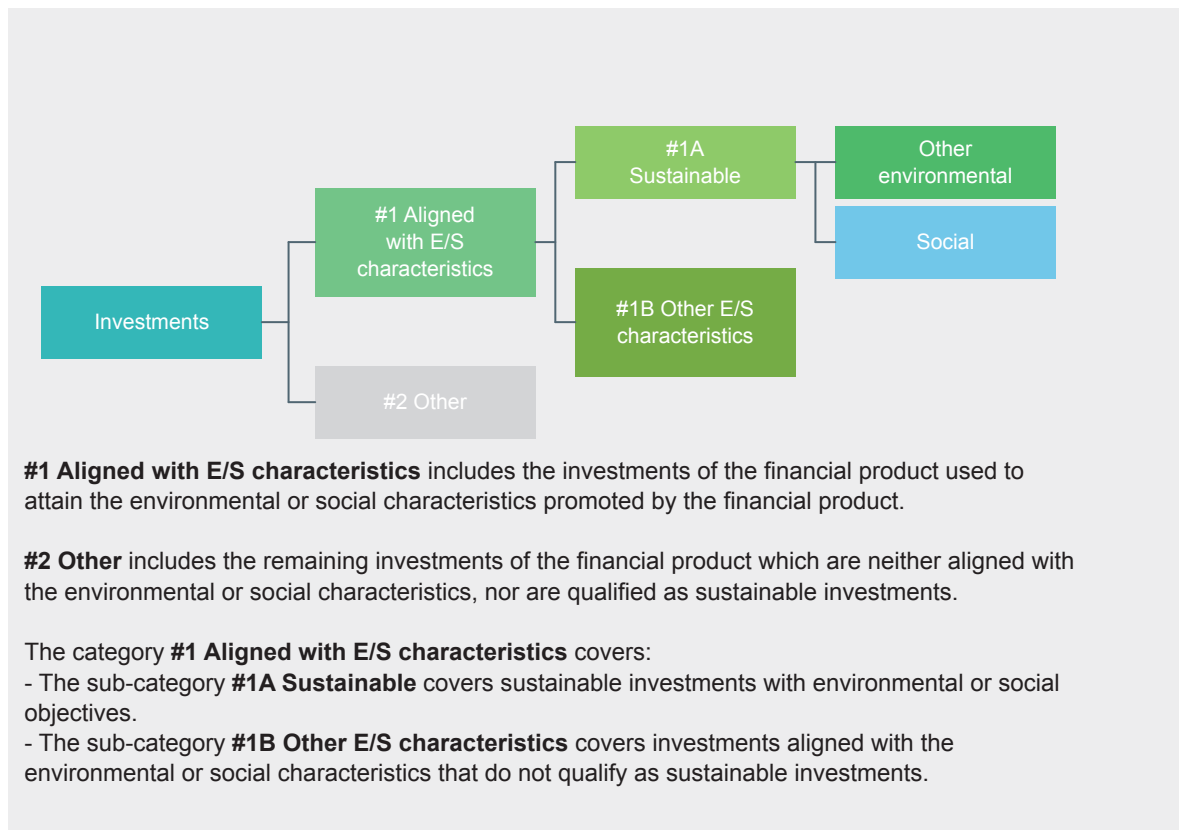 #1A
Sustainable
Other
environmental
#1 Aligned
with E/S
characteristics
Social
Investments
#1B Other E/S
characteristics
#2 Other
#1 Aligned with E/S characteristics includes the investments of the financial product used to
attain the environmental or social characteristics promoted by the financial product.
#2 Other includes the remaining investments of the financial product which are neither aligned with
the environmental or social characteristics, nor are qualified as sustainable investments.
The category #1 Aligned with E/S characteristics covers:
- The sub-category #1A Sustainable covers sustainable investments with environmental or social
objectives.
- The sub-category #1B Other E/S characteristics covers investments aligned with the
environmental or social characteristics that do not qualify as sustainable investments.